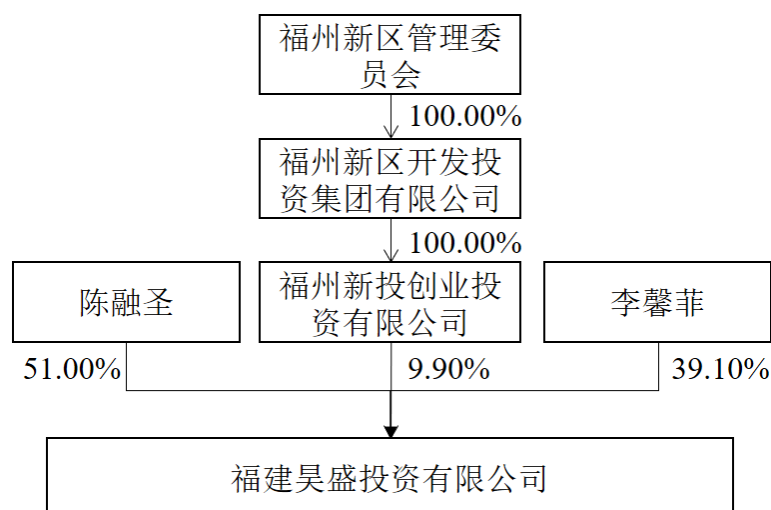 福州新区管理委
员会
100.00%
福州新区开发投
资集团有限公司
100.00%
陈融圣
福州新投创业投
资有限公司
李馨菲
51.00%
9.90%
39.10%
福建昊盛投资有限公司